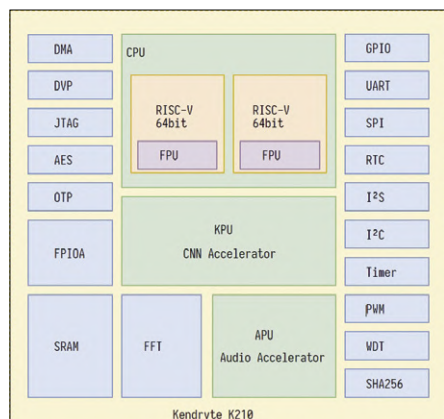 DMA
DVP
JTAG
AES
OTP
FPIOA
SRAM
CPU
RISC-V
64bit
FPU
RISC-V
64bit
FPU
KPU
CNN Accelerator
FFT
APU
Audio Accelerator
GPIO
UART
SPI
RTC
I²S
I²C
Timer
PWM
WDT
SHA256
Kendryte K210